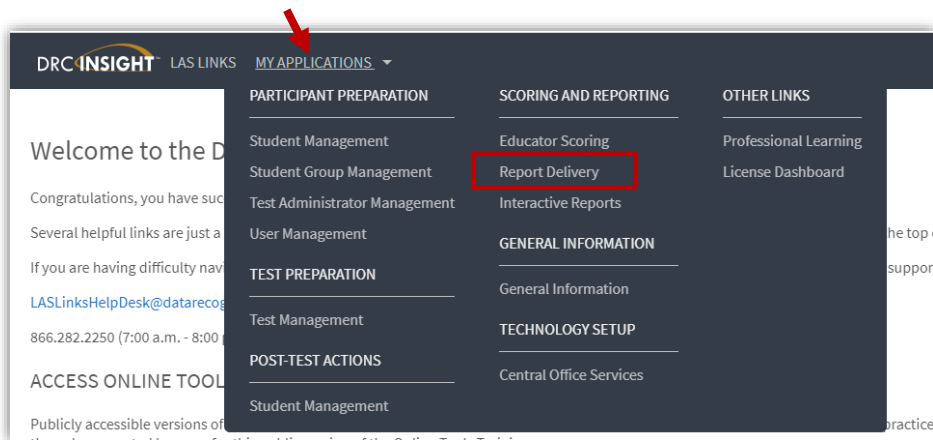 DRC INSIGHT™ LAS LINKS MY APPLICATIONS
PARTICIPANT PREPARATION
Student Management
Student Group Management
Test Administrator Management
User Management
TEST PREPARATION
Test Management
POST-TEST ACTIONS
Student Management
SCORING AND REPORTING
Educator Scoring
Report Delivery
Interactive Reports
GENERAL INFORMATION
General Information
TECHNOLOGY SETUP
Central Office Services
OTHER LINKS
Professional Learning
License Dashboard
Welcome to the D
Congratulations, you have suc
Several helpful links are just a
he top
If you are having difficulty navi
suppor
LASLinksHelpDesk@datarecog
866.282.2250 (7:00 a.m. - 8:00
ACCESS ONLINE TOOL
Publicly accessible versions of
practice